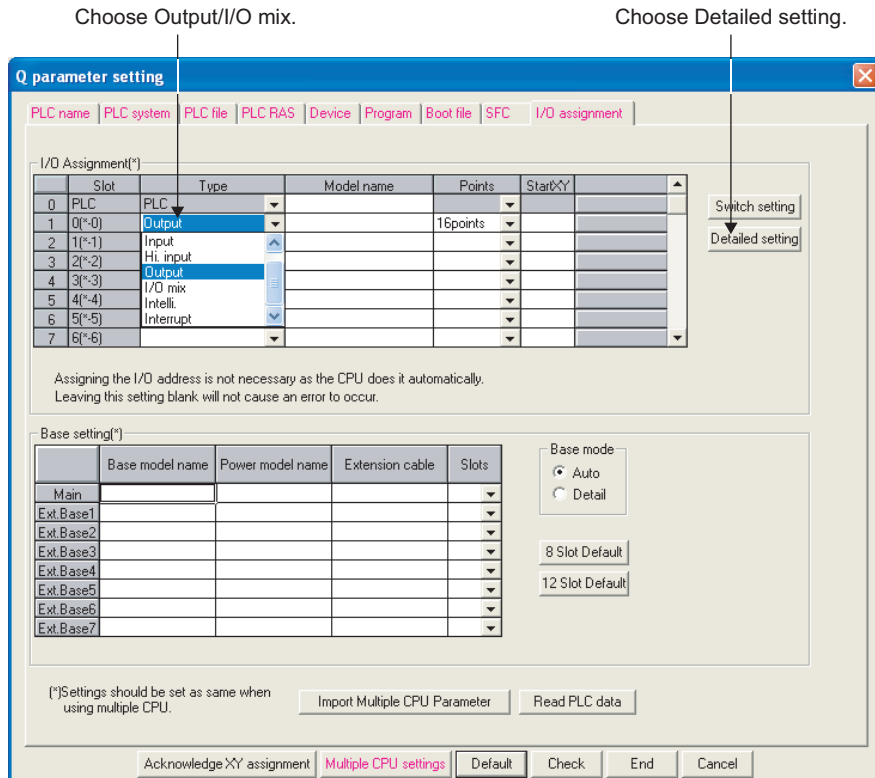 Choose Output/I/O mix. Choose Detailed setting.
Q parameter setting
PLC name PLC system PLC file PLC RAS Device Program Boot file SFC I/O assignment
I/O Assignment(*)
Slot Type Model name Points StartXY
0 PLC PLC
Switch setting
1 0(*-0) Output 16points
2 1(*-1) Input
Detailed setting
3 2(*-2) Hi. input
Output
4 3(*-3) I/O mix
5 4(*-4) Intelli.
6 5(*-5) Interrupt
7 6(*-6)
Assigning the I/O address is not necessary as the CPU does it automatically.
Leaving this setting blank will not cause an error to occur.
Base setting(*)
Base model name Power model name Extension cable Slots
Base mode
Auto
Detail
Main
Ext.Base1
Ext.Base2
Ext.Base3
8 Slot Default
Ext.Base4
Ext.Base5
12 Slot Default
Ext.Base6
Ext.Base7
(*)Settings should be set as same when
using multiple CPU.
Import Multiple CPU Parameter Read PLC data
Acknowledge XY assignment Multiple CPU settings Default Check End Cancel